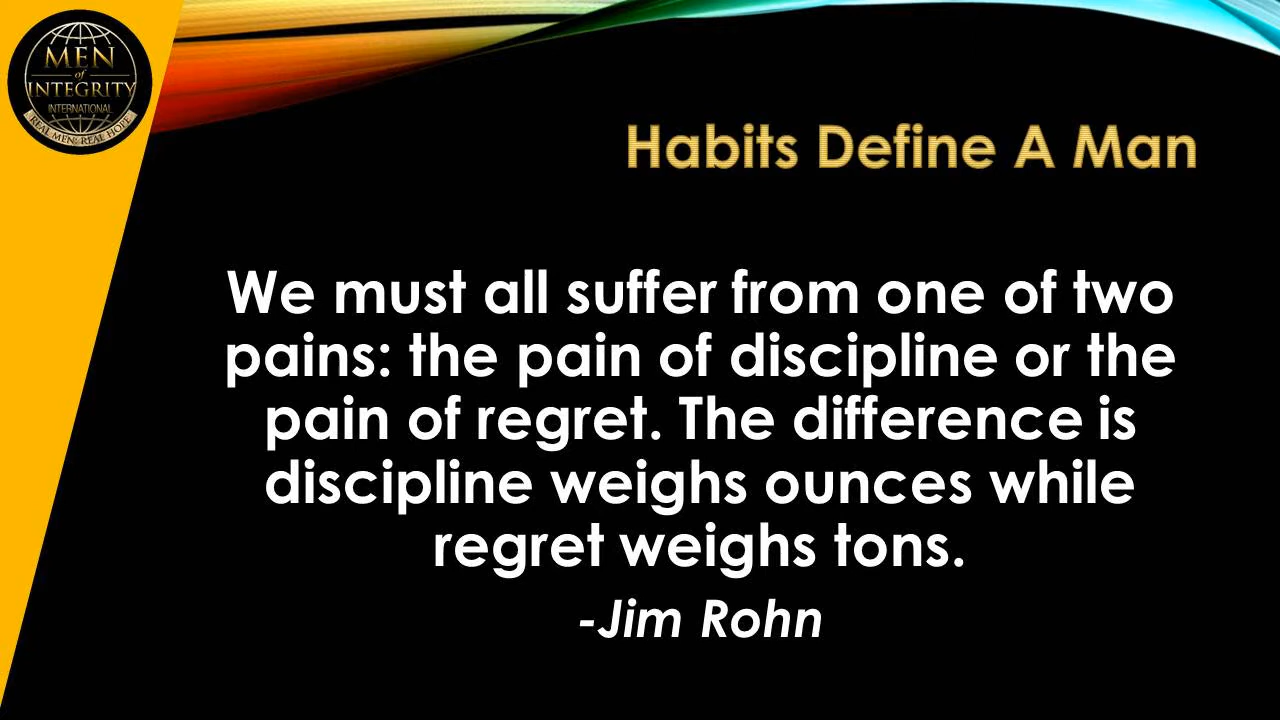 MEN
of
INTEGRITY
INTERNATIONAL
REAL MEN: REAL HOPE
Habits Define A Man
We must all suffer from one of two
pains: the pain of discipline or the
pain of regret. The difference is
discipline weighs ounces while
regret weighs tons.
-Jim Rohn